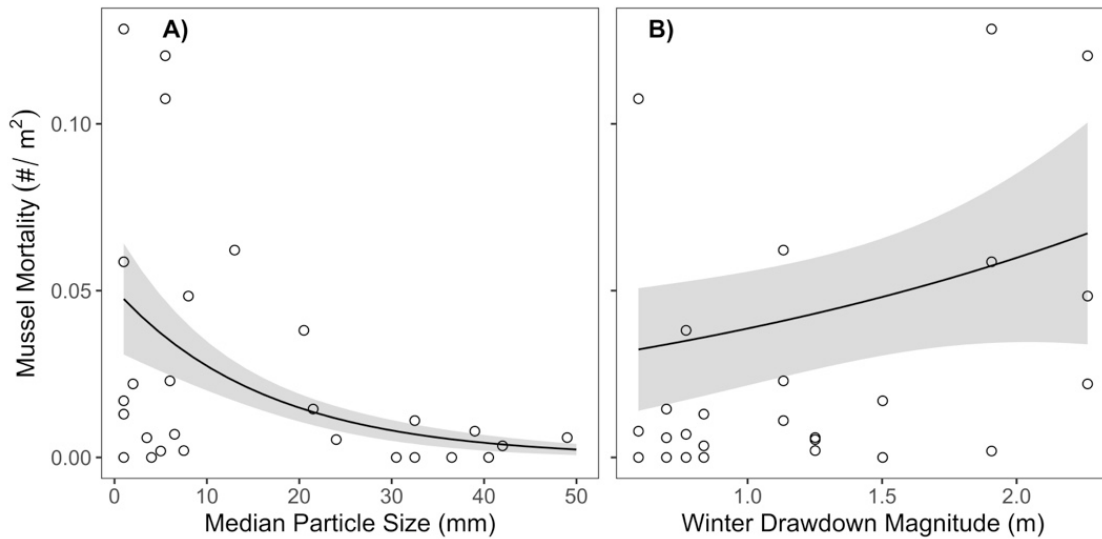 A)
B)
Mussel Mortality (#/ m²)
0.10
0.05
0.00
0 10 20 30 40 50
1.0 1.5 2.0
Median Particle Size (mm)
Winter Drawdown Magnitude (m)